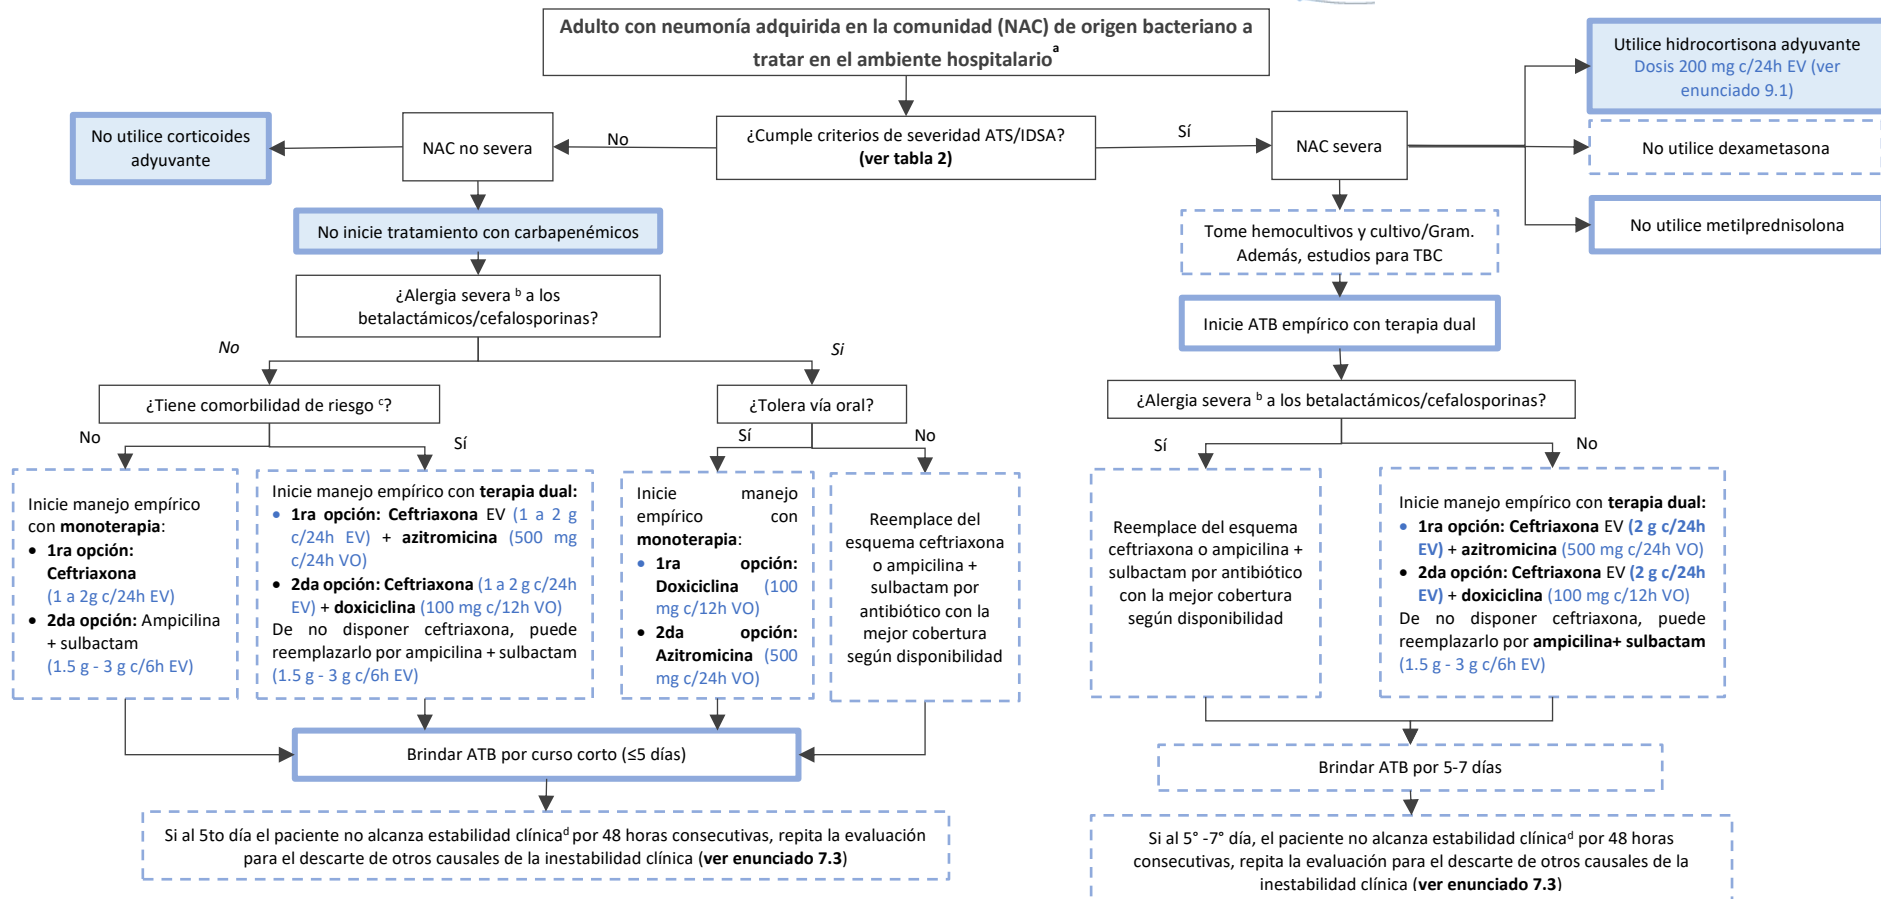 Adulto con neumonía adquirida en la comunidad (NAC) de origen bacteriano a
tratar en el ambiente hospitalario a
¿Cumple criterios de severidad ATS/IDSA?
(ver tabla 2)
No
Sí
NAC no severa
No utilice corticoides
adyuvante
NAC severa
Utilice hidrocortisona adyuvante
Dosis 200 mg c/24h EV (ver
enunciado 9.1)
No utilice dexametasona
No utilice metilprednisolona
No inicie tratamiento con carbapenémicos
¿Alergia severa b a los
betalactámicos/cefalosporinas?
No
Si
¿Tiene comorbilidad de riesgo c?
¿Tolera vía oral?
No
Sí
Sí
No
Inicie manejo empírico
con monoterapia:
• 1ra opción:
Ceftriaxona
(1 a 2g c/24h EV)
• 2da opción: Ampicilina
+ sulbactam
(1.5 g - 3 g c/6h EV)
Inicie manejo empírico con terapia dual:
• 1ra opción: Ceftriaxona EV (1 a 2 g
c/24h EV) + azitromicina (500 mg
c/24h VO)
• 2da opción: Ceftriaxona (1 a 2 g c/24h
EV) + doxiciclina (100 mg c/12h VO)
De no disponer ceftriaxona, puede
reemplazarlo por ampicilina + sulbactam
(1.5 g - 3 g c/6h EV)
Inicie manejo
empírico con
monoterapia:
• 1ra opción:
Doxiciclina (100
mg c/12h VO)
• 2da opción:
Azitromicina (500
mg c/24h VO)
Reemplace del
esquema ceftriaxona
o ampicilina +
sulbactam por
antibiótico con la
mejor cobertura
según disponibilidad
Brindar ATB por curso corto (≤5 días)
Si al 5to día el paciente no alcanza estabilidad clínica d por 48 horas consecutivas, repita la evaluación
para el descarte de otros causales de la inestabilidad clínica (ver enunciado 7.3)
Tome hemocultivos y cultivo/Gram.
Además, estudios para TBC
Inicie ATB empírico con terapia dual
¿Alergia severa b a los betalactámicos/cefalosporinas?
Sí
No
Reemplace del esquema
ceftriaxona o ampicilina +
sulbactam por antibiótico
con la mejor cobertura
según disponibilidad
Inicie manejo empírico con terapia dual:
• 1ra opción: Ceftriaxona EV (2 g c/24h
EV) + azitromicina (500 mg c/24h VO)
• 2da opción: Ceftriaxona EV (2 g c/24h
EV) + doxiciclina (100 mg c/12h VO)
De no disponer ceftriaxona, puede
reemplazarlo por ampicilina+ sulbactam
(1.5 g - 3 g c/6h EV)
Brindar ATB por 5-7 días
Si al 5° -7° día, el paciente no alcanza estabilidad clínica d por 48 horas
consecutivas, repita la evaluación para el descarte de otros causales de la
inestabilidad clínica (ver enunciado 7.3)